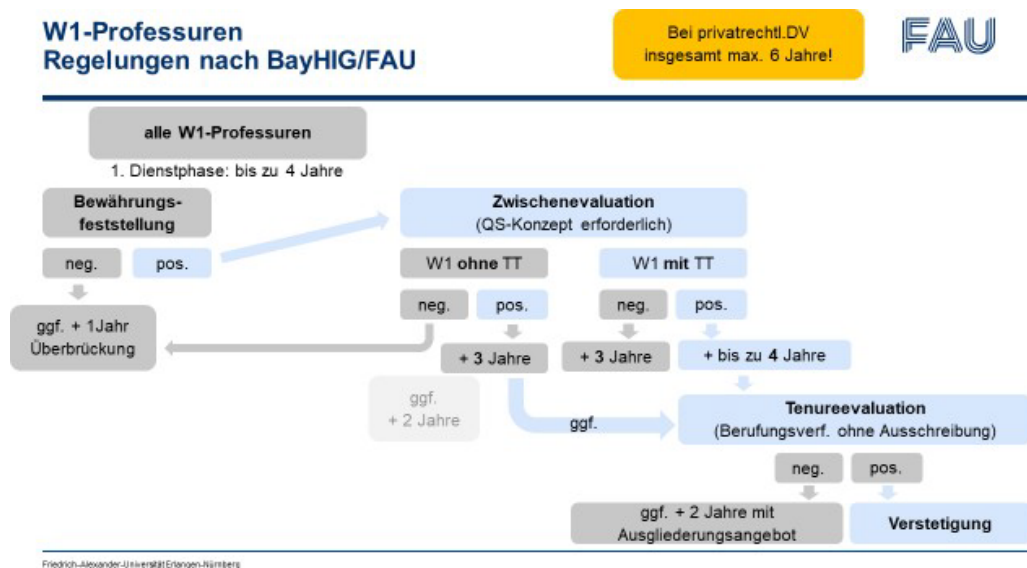 W1-Professuren
Regelungen nach BayHIG/FAU
Bei privatrechtl.DV
insgesamt max. 6 Jahre!
FAU
alle W1-Professuren
1. Dienstphase: bis zu 4 Jahre
Bewährungs-
feststellung
neg.
pos.
ggf. + 1Jahr
Überbrückung
Zwischenevaluation
(QS-Konzept erforderlich)
W1 ohne TT
W1 mit TT
neg.
pos.
neg.
pos.
+ 3 Jahre
+ 3 Jahre
+ bis zu 4 Jahre
ggf.
+ 2 Jahre
ggf.
Tenureevaluation
(Berufungsverf. ohne Ausschreibung)
neg.
pos.
ggf. + 2 Jahre mit
Ausgliederungsangebot
Verstetigung
Friedrich-Alexander-Universität Erlangen-Nürnberg